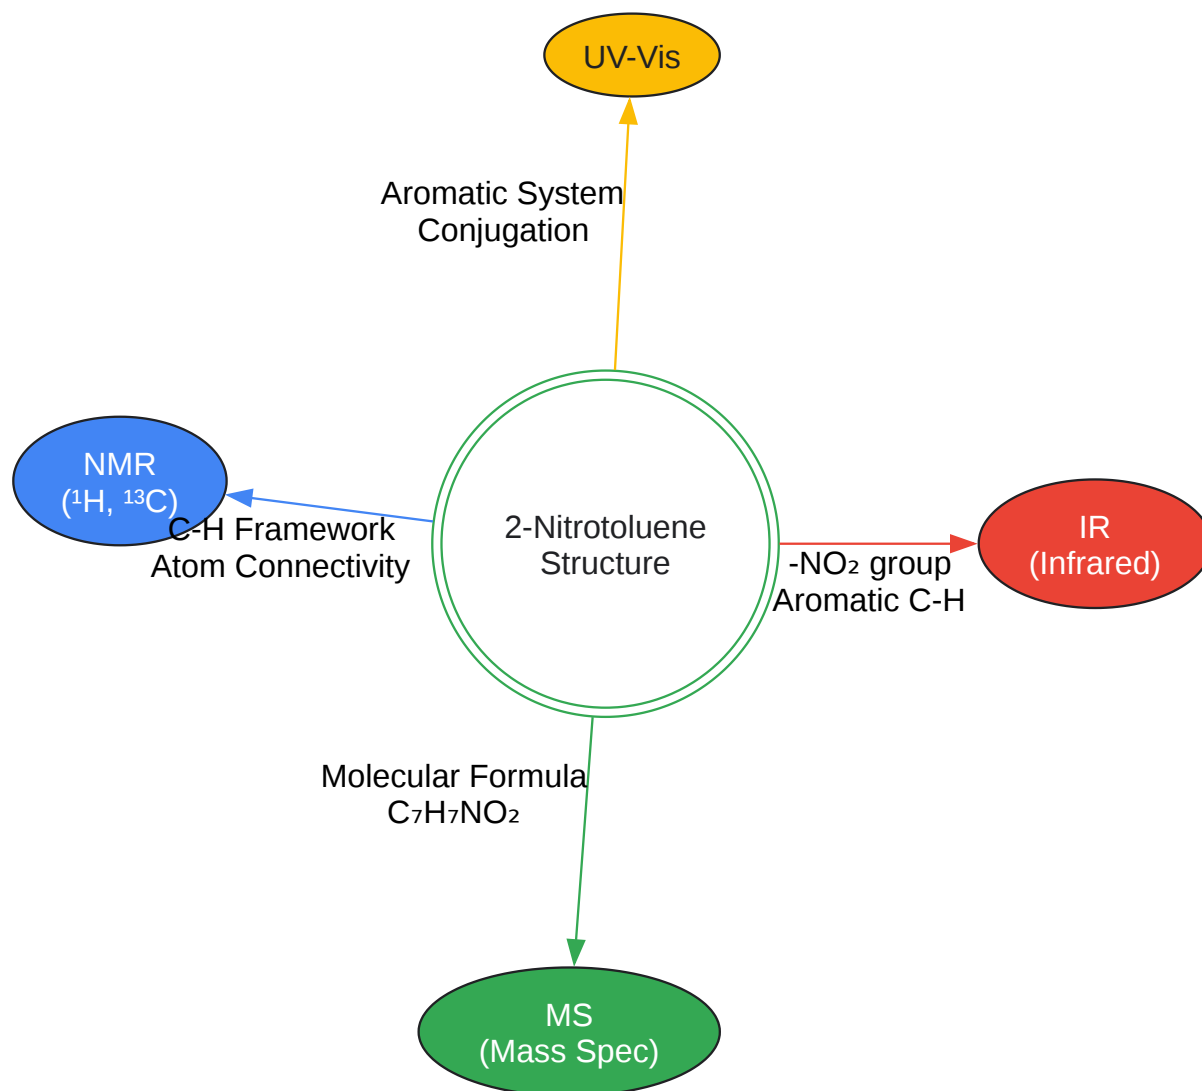 UV-Vis
Aromatic System
Conjugation
NMR
(¹H, ¹³C)
C-H Framework
Atom Connectivity
2-Nitrotoluene
Structure
-NO₂ group
Aromatic C-H
IR
(Infrared)
Molecular Formula
C₇H₇NO₂
MS
(Mass Spec)